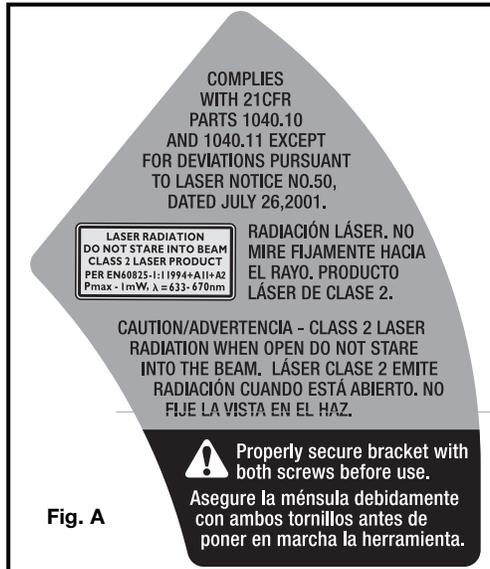 COMPLIES
WITH 21CFR
PARTS 1040.10
AND 1040.11 EXCEPT
FOR DEVIATIONS PURSUANT
TO LASER NOTICE NO.50,
DATED JULY 26,2001.
LASER RADIATION
DO NOT STARE INTO BEAM
CLASS 2 LASER PRODUCT
PER EN60825-1:11994+A11+A2
Pmax - 1mW, λ = 633- 670nm
RADIACIÓN LÁSER. NO
MIRE FIJAMENTE HACIA
EL RAYO. PRODUCTO
LÁSER DE CLASE 2.
CAUTION/ADVERTENCIA - CLASS 2 LASER
RADIATION WHEN OPEN DO NOT STARE
INTO THE BEAM. LÁSER CLASE 2 EMITE
RADIACIÓN CUANDO ESTÁ ABIERTO. NO
FIJE LA VISTA EN EL HAZ.
Properly secure bracket with
both screws before use.
Asegure la ménsula debidamente
con ambos tornillos antes de
poner en marcha la herramienta.
Fig. A